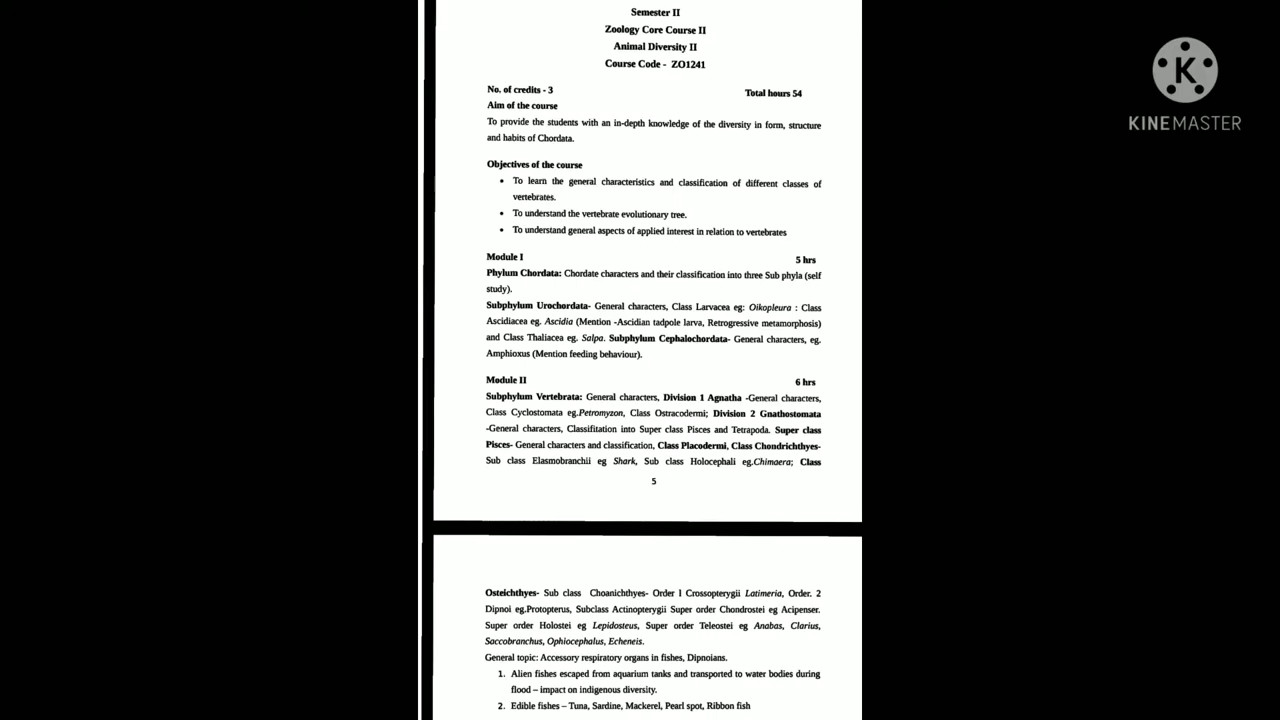 Semester II
Zoology Core Course II
Animal Diversity II
Course Code - ZO1241
No. of credits - 3 Total hours 54
Aim of the course
To provide the students with an in-depth knowledge of the diversity in form, structure
and habits of Chordata.
Objectives of the course
• To learn the general characteristics and classification of different classes of
vertebrates.
• To understand the vertebrate evolutionary tree.
• To understand general aspects of applied interest in relation to vertebrates
Module I 5 hrs
Phylum Chordata: Chordate characters and their classification into three Sub phyla (self
study).
Subphylum Urochordata- General characters, Class Larvacea eg: Oikopleura : Class
Ascidiacea eg. Ascidia (Mention -Ascidian tadpole larva, Retrogressive metamorphosis)
and Class Thaliacea eg. Salpa. Subphylum Cephalochordata- General characters, eg.
Amphioxus (Mention feeding behaviour).
Module II 6 hrs
Subphylum Vertebrata: General characters, Division 1 Agnatha -General characters,
Class Cyclostomata eg.Petromyzon, Class Ostracodermi; Division 2 Gnathostomata
-General characters, Classifitation into Super class Pisces and Tetrapoda. Super class
Pisces- General characters and classification, Class Placodermi, Class Chondrichthyes-
Sub class Elasmobranchii eg Shark, Sub class Holocephali eg.Chimaera; Class
5
Osteichthyes- Sub class Choanichthyes- Order l Crossopterygii Latimeria, Order. 2
Dipnoi eg.Protopterus, Subclass Actinopterygii Super order Chondrostei eg Acipenser.
Super order Holostei eg Lepidosteus, Super order Teleostei eg Anabas, Clarius,
Saccobranchus, Ophiocephalus, Echeneis.
General topic: Accessory respiratory organs in fishes, Dipnoians.
1. Alien fishes escaped from aquarium tanks and transported to water bodies during
flood – impact on indigenous diversity.
2. Edible fishes – Tuna, Sardine, Mackerel, Pearl spot, Ribbon fish
K
KINEMASTER